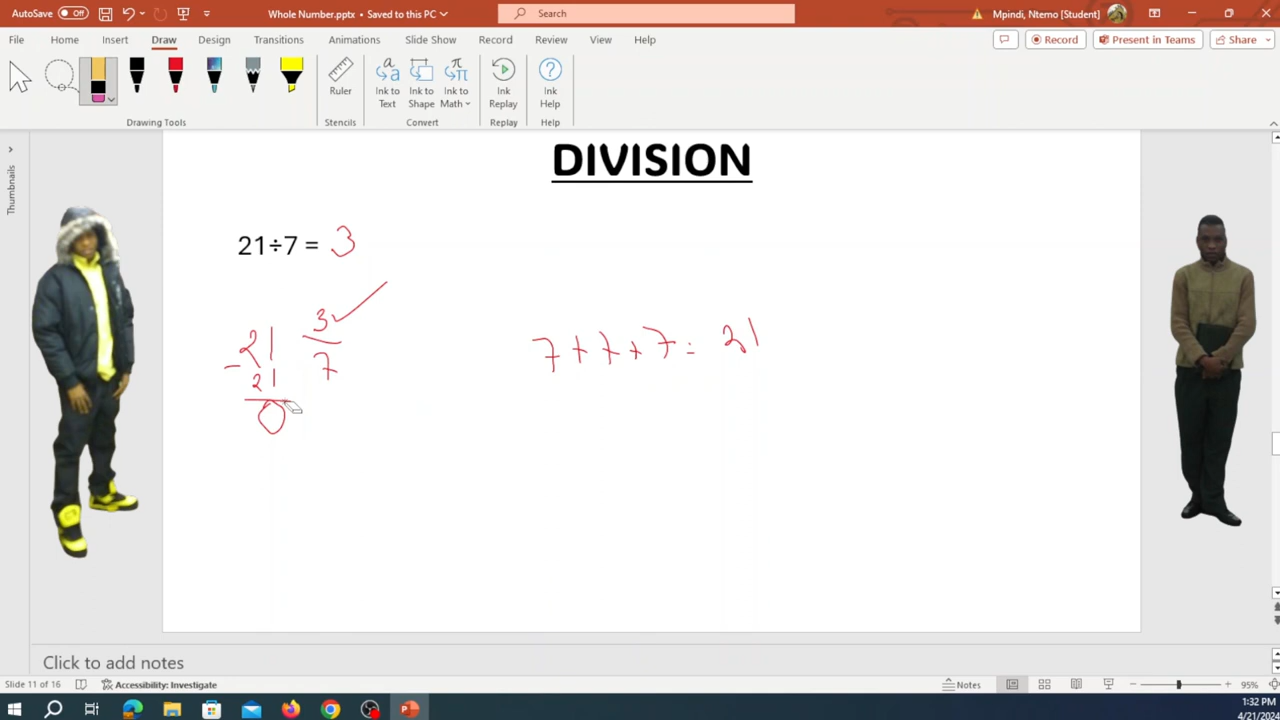 AutoSave Off Whole Number.pptx • Saved to this PC Search Mpindi, Ntemo [Student]
File Home Insert Draw Design Transitions Animations Slide Show Record Review View Help Record Present in Teams Share
Ruler
Ink to Text
Ink to Shape
Ink to Math
Ink Replay
Ink Help
Drawing Tools Stencils Convert Replay Help
Thumbnails
DIVISION
21÷7 = 3
21 3
7
- 21
0
7 + 7 + 7 = 21
Click to add notes
Slide 11 of 16 Accessibility: Investigate Notes 95%
1:32 PM
4/21/2024